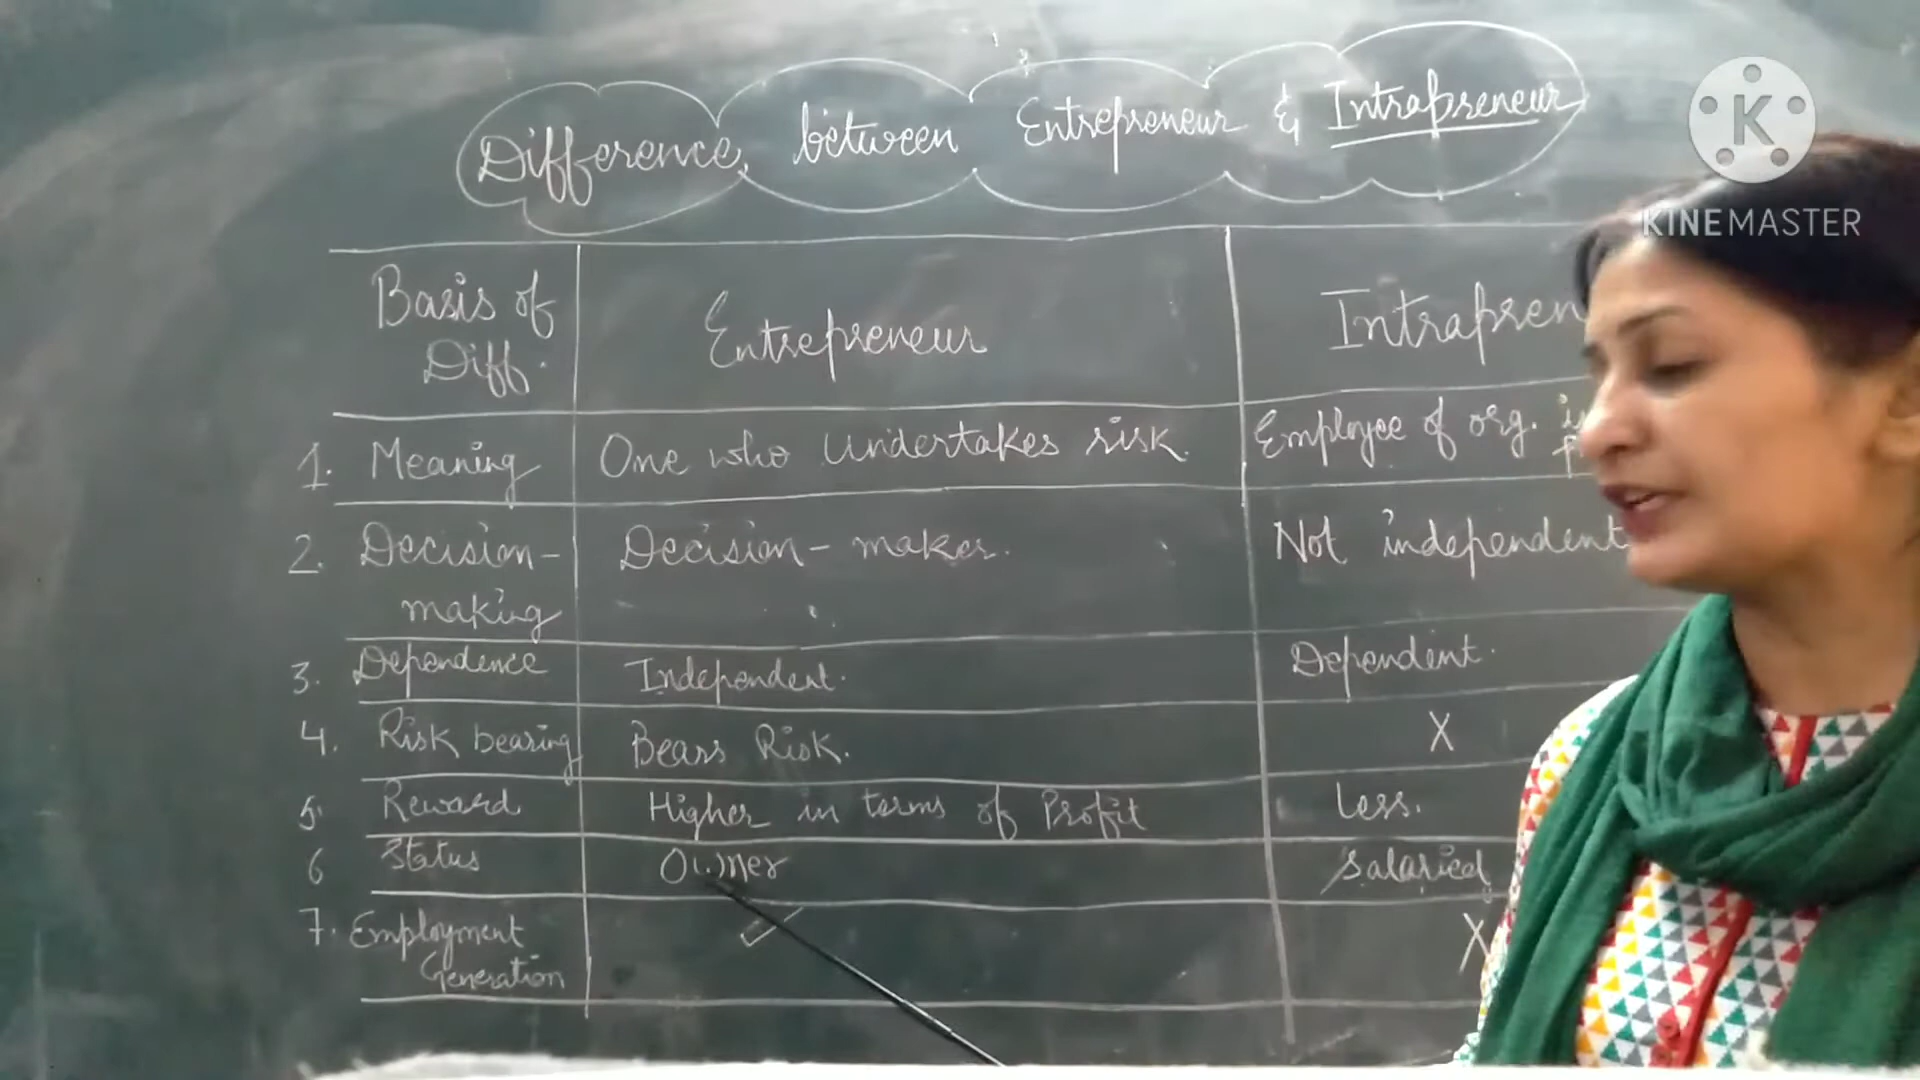 Difference between Entrepreneur & Intrapreneur
K
KINEMASTER
Basis of
Diff.
Entrepreneur
Intrapren
1. Meaning
One who undertakes risk.
Employee of org.
2. Decision-
making
Decision-maker.
Not independent
3. Dependence
Independent.
Dependent.
4. Risk bearing
Bears Risk.
X
5. Reward
Higher in terms of Profit
Less.
6 Status
Owner
Salaried
7. Employment
Generation
✓
X